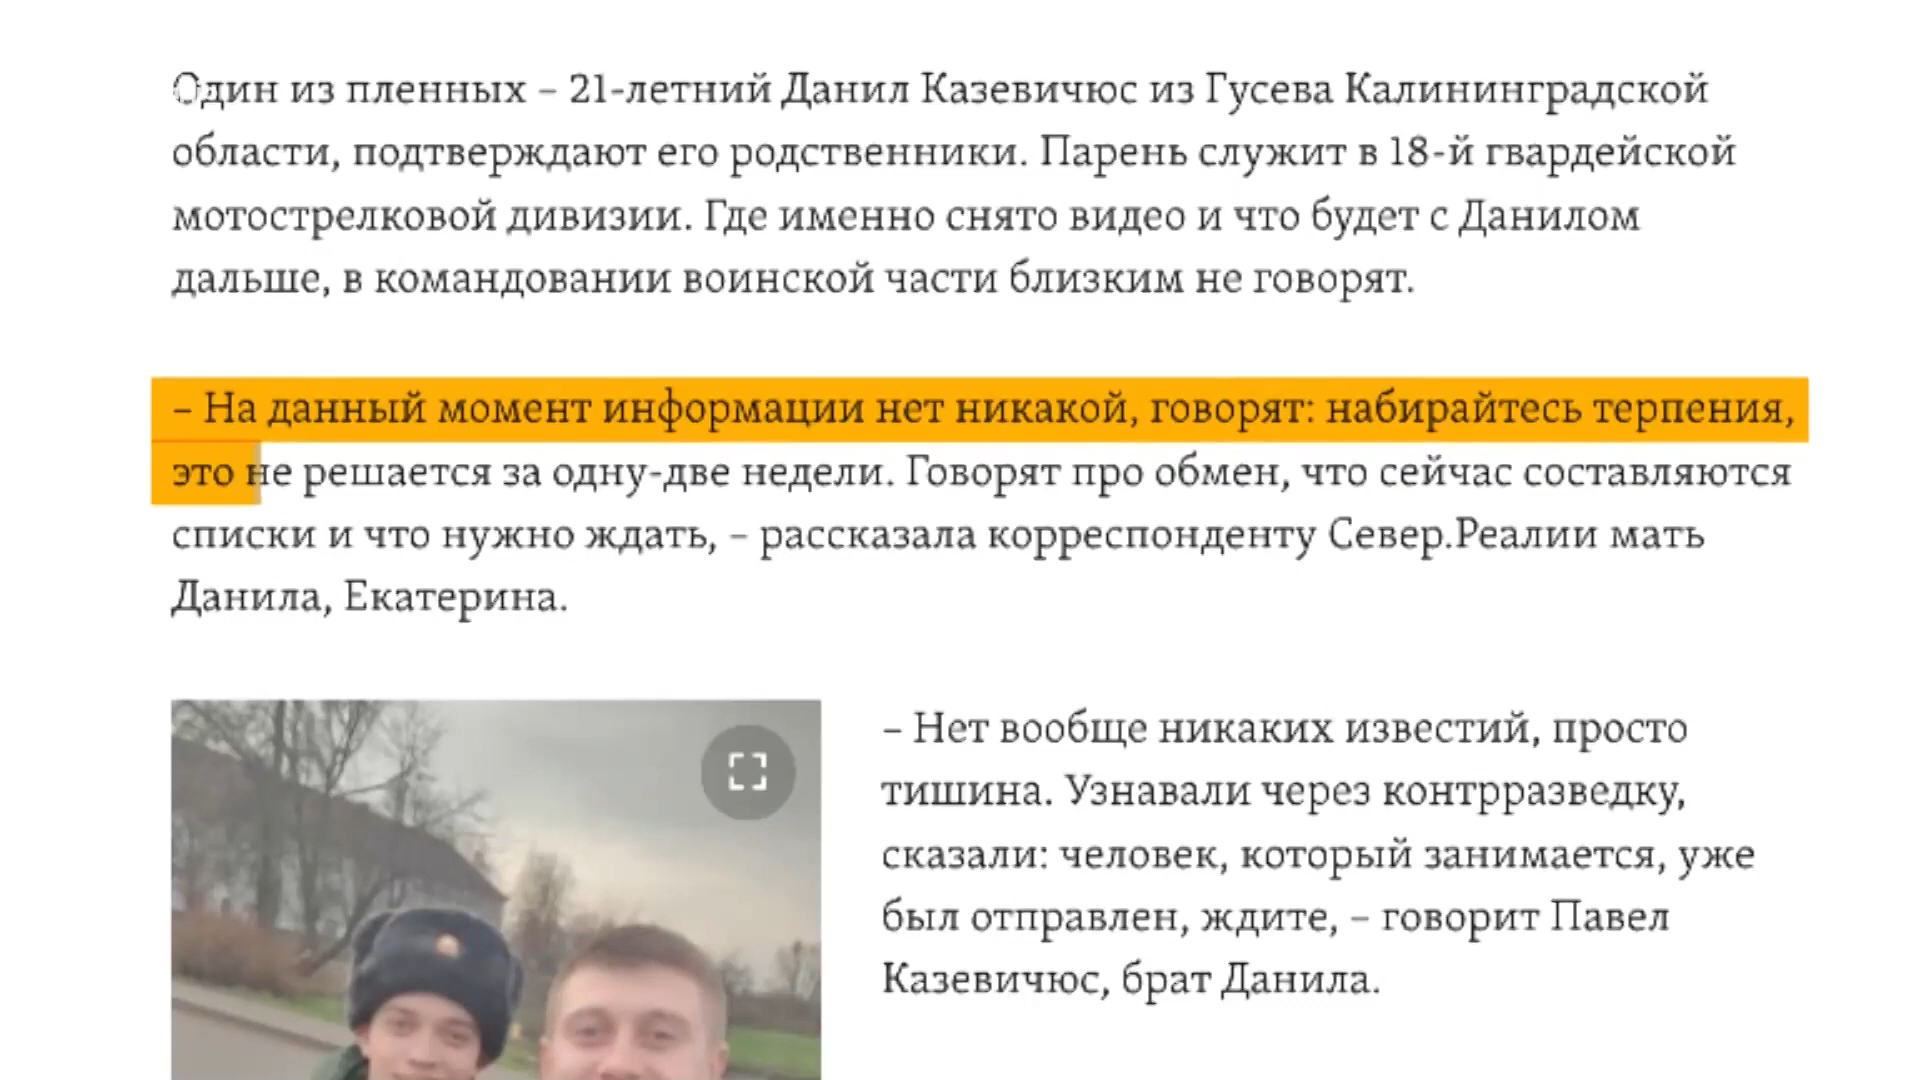 Один из пленных – 21-летний Данил Казевичюс из Гусева Калининградской
области, подтверждают его родственники. Парень служит в 18-й гвардейской
мотострелковой дивизии. Где именно снято видео и что будет с Данилом
дальше, в командовании воинской части близким не говорят.
– На данный момент информации нет никакой, говорят: набирайтесь терпения,
это не решается за одну-две недели. Говорят про обмен, что сейчас составляются
списки и что нужно ждать, – рассказала корреспонденту Север.Реалии мать
Данила, Екатерина.
– Нет вообще никаких известий, просто
тишина. Узнавали через контрразведку,
сказали: человек, который занимается, уже
был отправлен, ждите, – говорит Павел
Казевичюс, брат Данила.